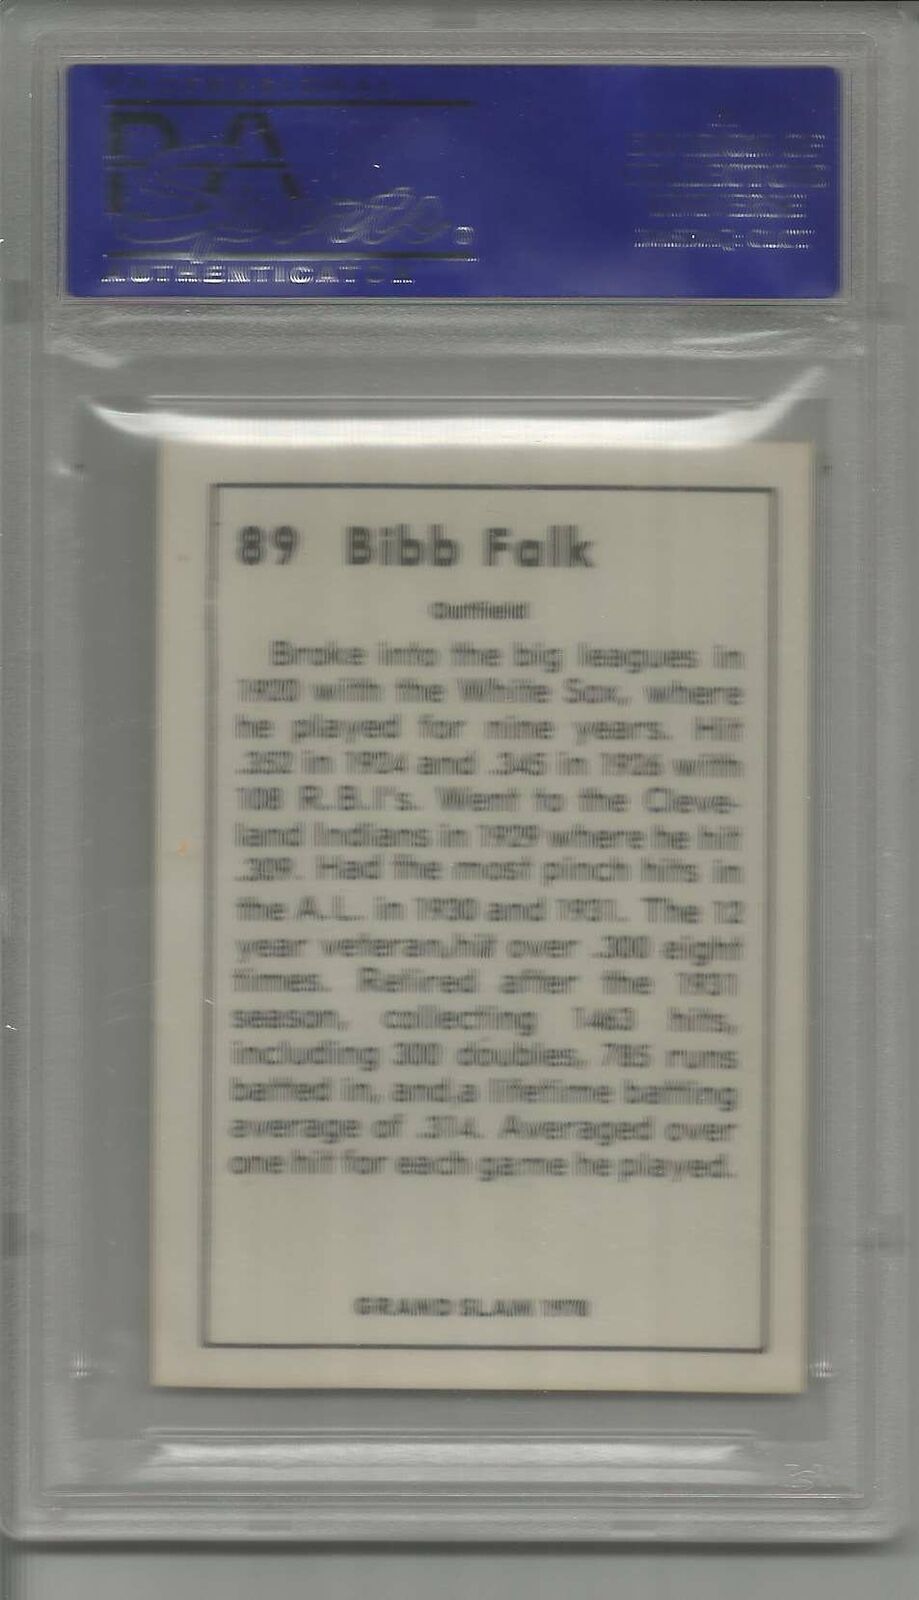 PROFESSIONAL
PSA
Sports
AUTHENTICATOR
89 Bibb Falk
Outfield
Broke into the big leagues in
1920 with the White Sox, where
he played for nine years. Hit
.352 in 1924 and .345 in 1926 with
108 R.B.I's. Went to the Cleve-
land Indians in 1929 where he hit
.309. Had the most pinch hits in
the A.L. in 1930 and 1931. The 12
year veteran,hit over .300 eight
times. Retired after the 1931
season, collecting 1463 hits,
including 300 doubles, 785 runs
batted in, and,a lifetime batting
average of .314. Averaged over
one hit for each game he played.
GRAND SLAM 1978